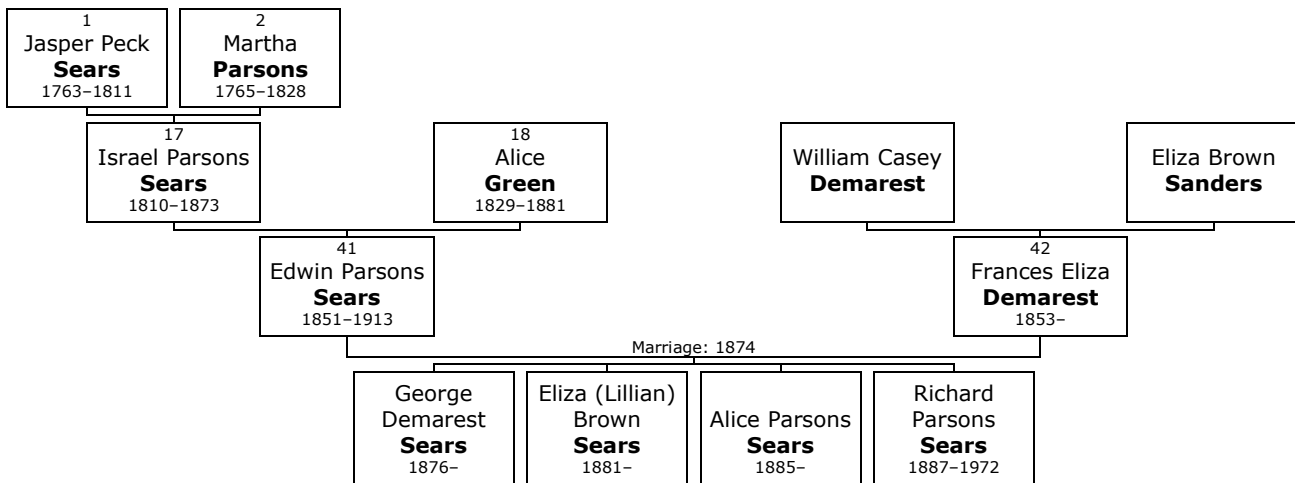 1
Jasper Peck
Sears
1763–1811
2
Martha
Parsons
1765–1828
17
Israel Parsons
Sears
1810–1873
18
Alice
Green
1829–1881
William Casey
Demarest
Eliza Brown
Sanders
41
Edwin Parsons
Sears
1851–1913
42
Frances Eliza
Demarest
1853–
Marriage: 1874
George
Demarest
Sears
1876–
Eliza (Lillian)
Brown
Sears
1881–
Alice Parsons
Sears
1885–
Richard
Parsons
Sears
1887–1972